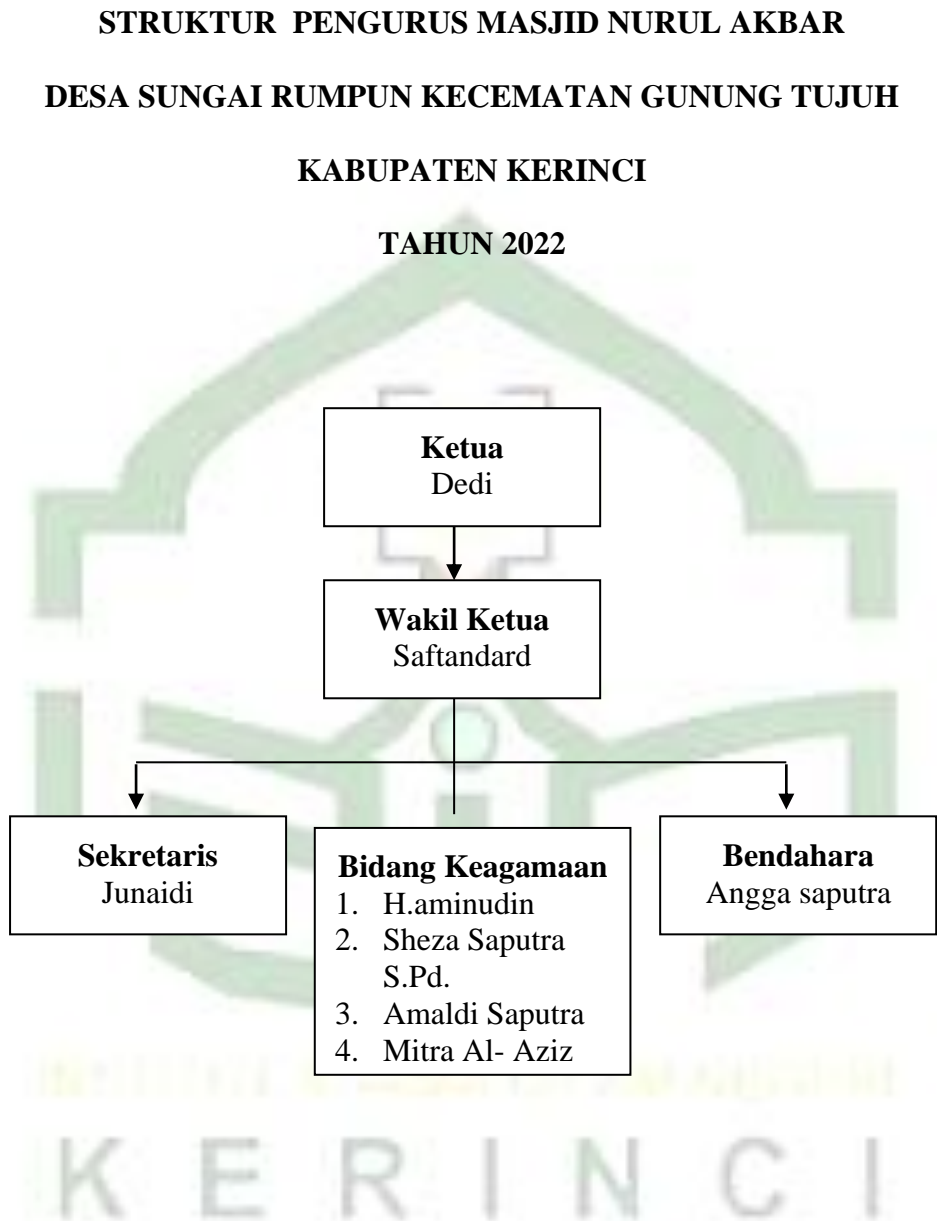 STRUKTUR PENGURUS MASJID NURUL AKBAR
DESA SUNGAI RUMPUN KECEMATAN GUNUNG TUJUH
KABUPATEN KERINCI
TAHUN 2022
Ketua
Dedi
Wakil Ketua
Saftandard
Sekretaris
Junaidi
Bidang Keagamaan
1. H.aminudin
2. Sheza Saputra
S.Pd.
3. Amaldi Saputra
4. Mitra Al- Aziz
Bendahara
Angga saputra
KERINCI